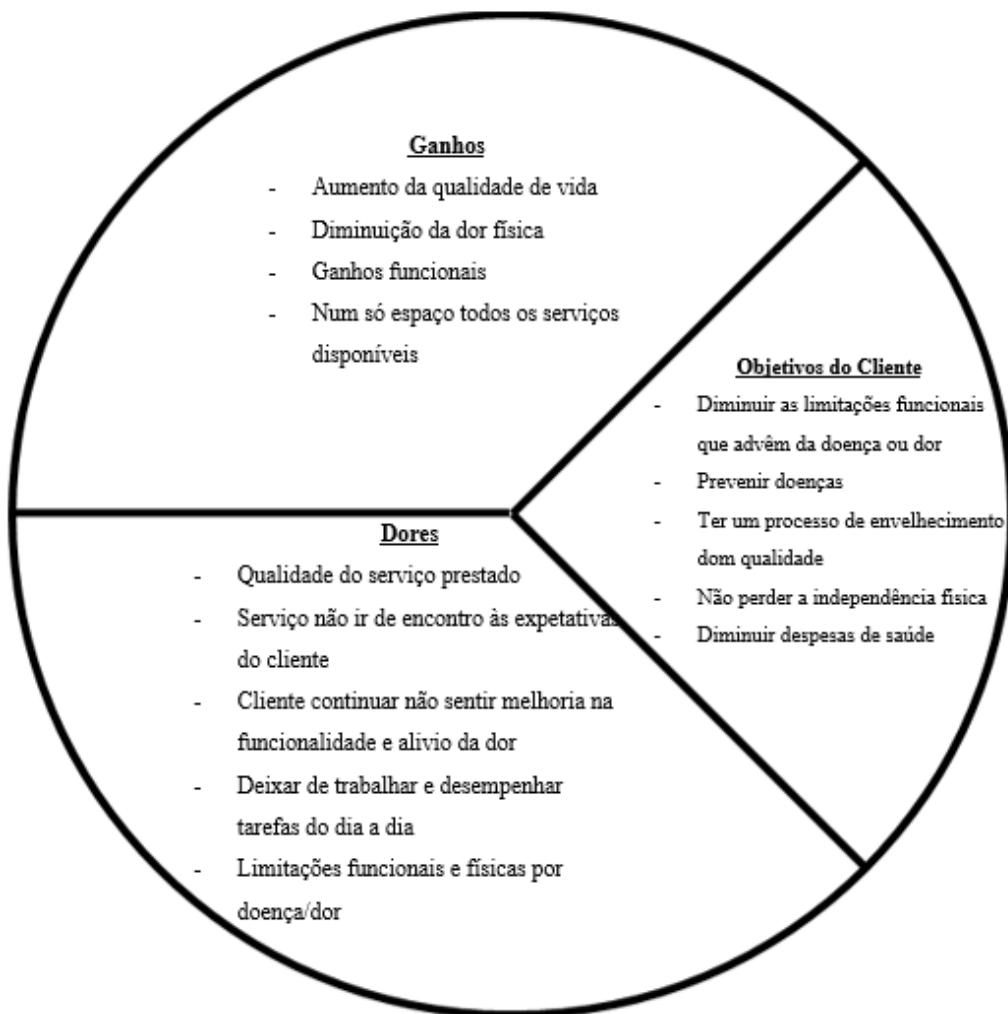 Ganhos
- Aumento da qualidade de vida
- Diminuição da dor física
- Ganhos funcionais
- Num só espaço todos os serviços
disponíveis
Objetivos do Cliente
- Diminuir as limitações funcionais
que advêm da doença ou dor
- Prevenir doenças
- Ter um processo de envelhecimento
dom qualidade
- Não perder a independência física
- Diminuir despesas de saúde
Dores
- Qualidade do serviço prestado
- Serviço não ir de encontro às expetativas
do cliente
- Cliente continuar não sentir melhoria na
funcionalidade e alivio da dor
- Deixar de trabalhar e desempenhar
tarefas do dia a dia
- Limitações funcionais e físicas por
doença/dor